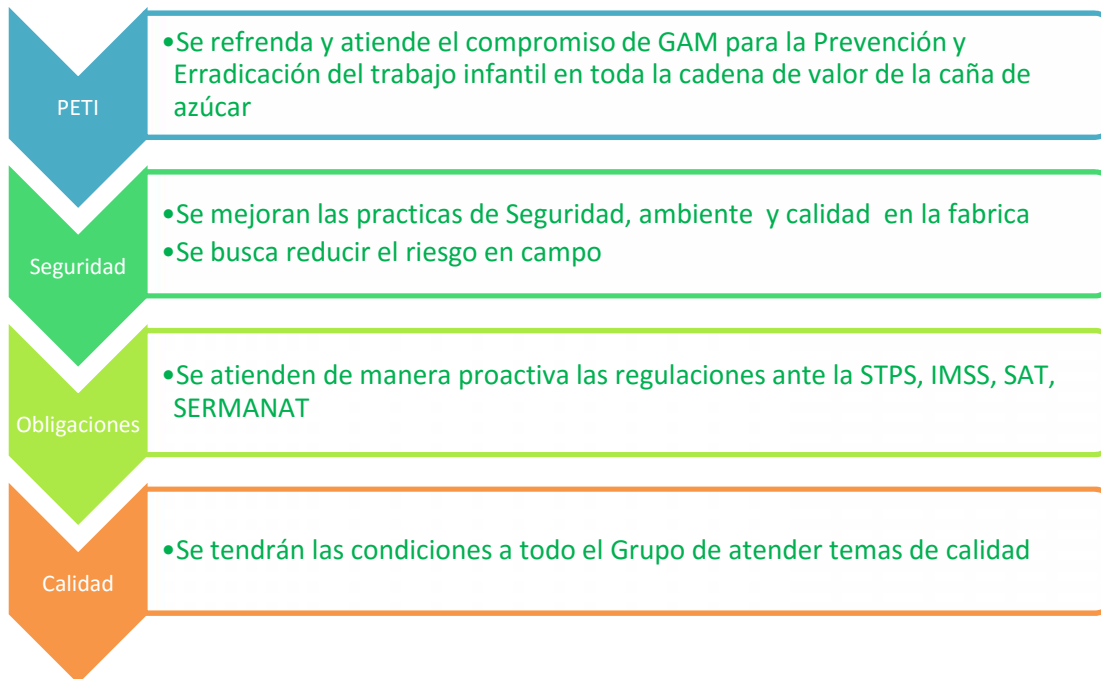 PETI
•Se refrenda y atiende el compromiso de GAM para la Prevención y
Erradicación del trabajo infantil en toda la cadena de valor de la caña de
azúcar
Seguridad
•Se mejoran las practicas de Seguridad, ambiente y calidad en la fabrica
•Se busca reducir el riesgo en campo
Obligaciones
•Se atienden de manera proactiva las regulaciones ante la STPS, IMSS, SAT,
SERMANAT
Calidad
•Se tendrán las condiciones a todo el Grupo de atender temas de calidad